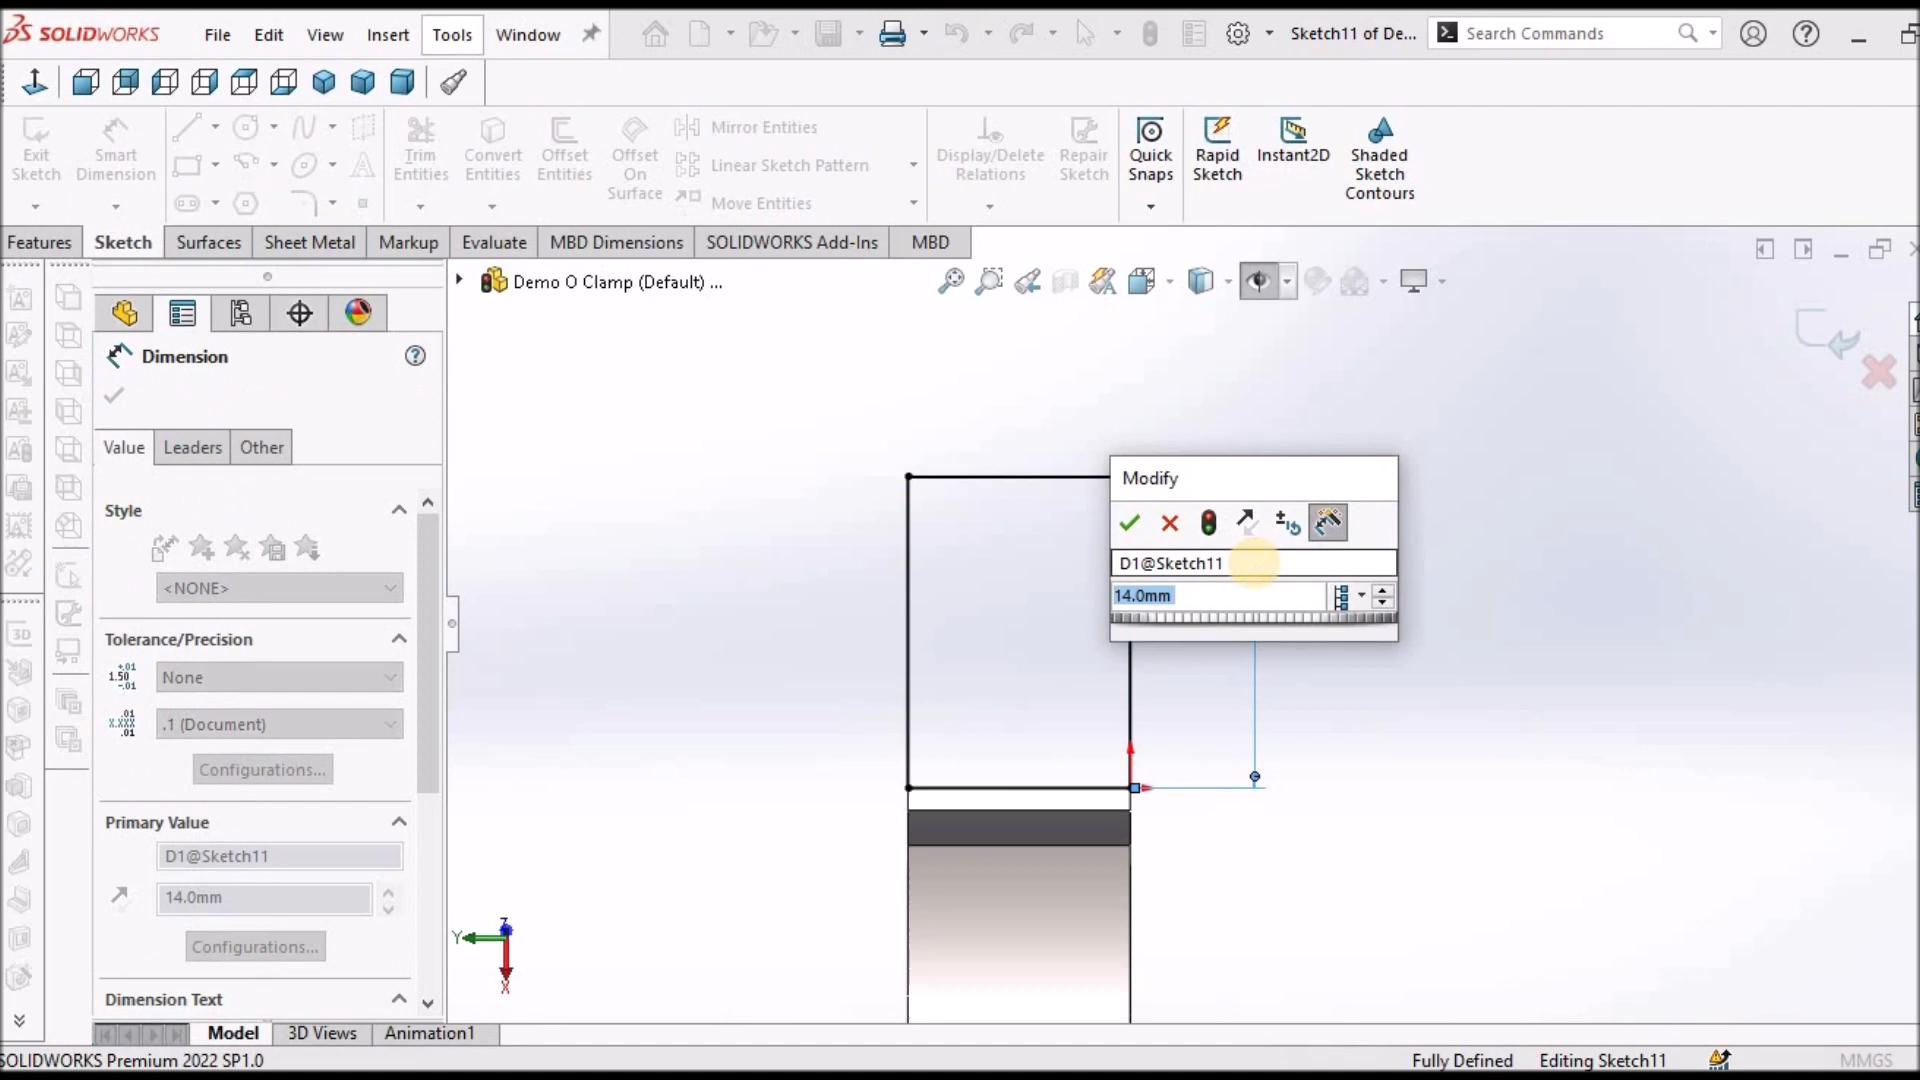 SOLIDWORKS File Edit View Insert Tools Window Sketch11 of De... Search Commands
Exit Sketch
Smart Dimension
Trim Entities
Convert Entities
Offset Entities
Offset On Surface
Mirror Entities
Linear Sketch Pattern
Move Entities
Display/Delete Relations
Repair Sketch
Quick Snaps
Rapid Sketch
Instant2D
Shaded Sketch Contours
Features Sketch Surfaces Sheet Metal Markup Evaluate MBD Dimensions SOLIDWORKS Add-Ins MBD
Demo O Clamp (Default) ...
Dimension
Value Leaders Other
Style
<NONE>
Tolerance/Precision
None
.1 (Document)
Configurations...
Primary Value
D1@Sketch11
14.0mm
Configurations...
Dimension Text
Modify
D1@Sketch11
14.0mm
Z
Y
X
Model 3D Views Animation1
SOLIDWORKS Premium 2022 SP1.0 Fully Defined Editing Sketch11 MMGS